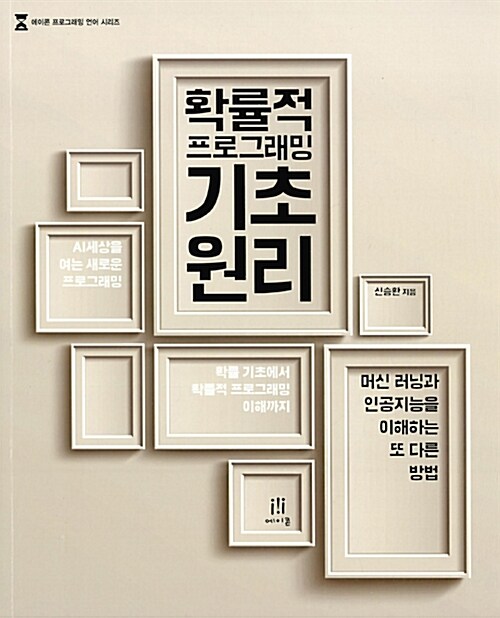 에이콘 프로그래밍 언어 시리즈
확률적
프로그래밍
기초
원리
AI세상을
여는 새로운
프로그래밍
신승환 지음
확률 기초에서
확률적 프로그래밍
이해까지
머신 러닝과
인공지능을
이해하는
또 다른
방법
에이콘